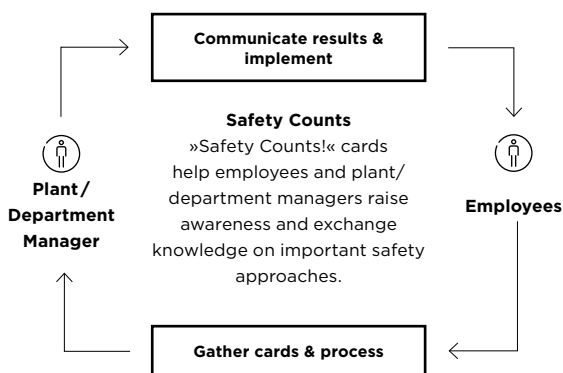 Communicate results &
implement
Safety Counts
»Safety Counts!« cards
help employees and plant/
department managers raise
awareness and exchange
knowledge on important safety
approaches.
Plant/
Department
Manager
Employees
Gather cards & process